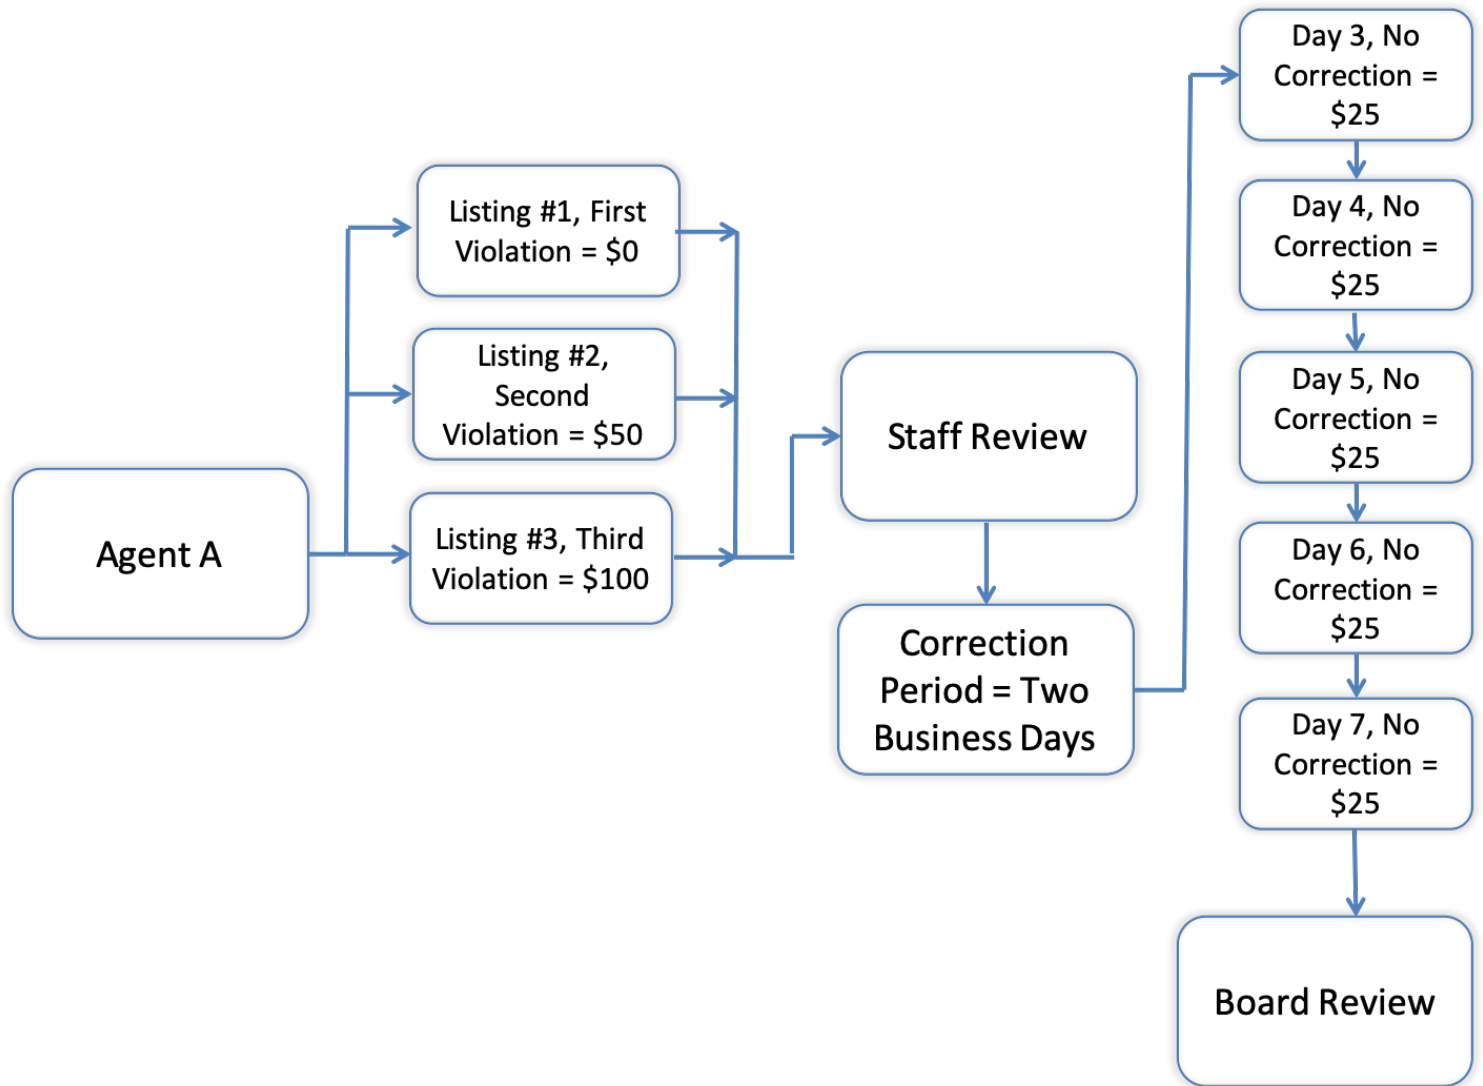 Agent A
Listing #1, First
Violation = $0
Listing #2,
Second
Violation = $50
Listing #3, Third
Violation = $100
Staff Review
Correction
Period = Two
Business Days
Day 3, No
Correction =
$25
Day 4, No
Correction =
$25
Day 5, No
Correction =
$25
Day 6, No
Correction =
$25
Day 7, No
Correction =
$25
Board Review